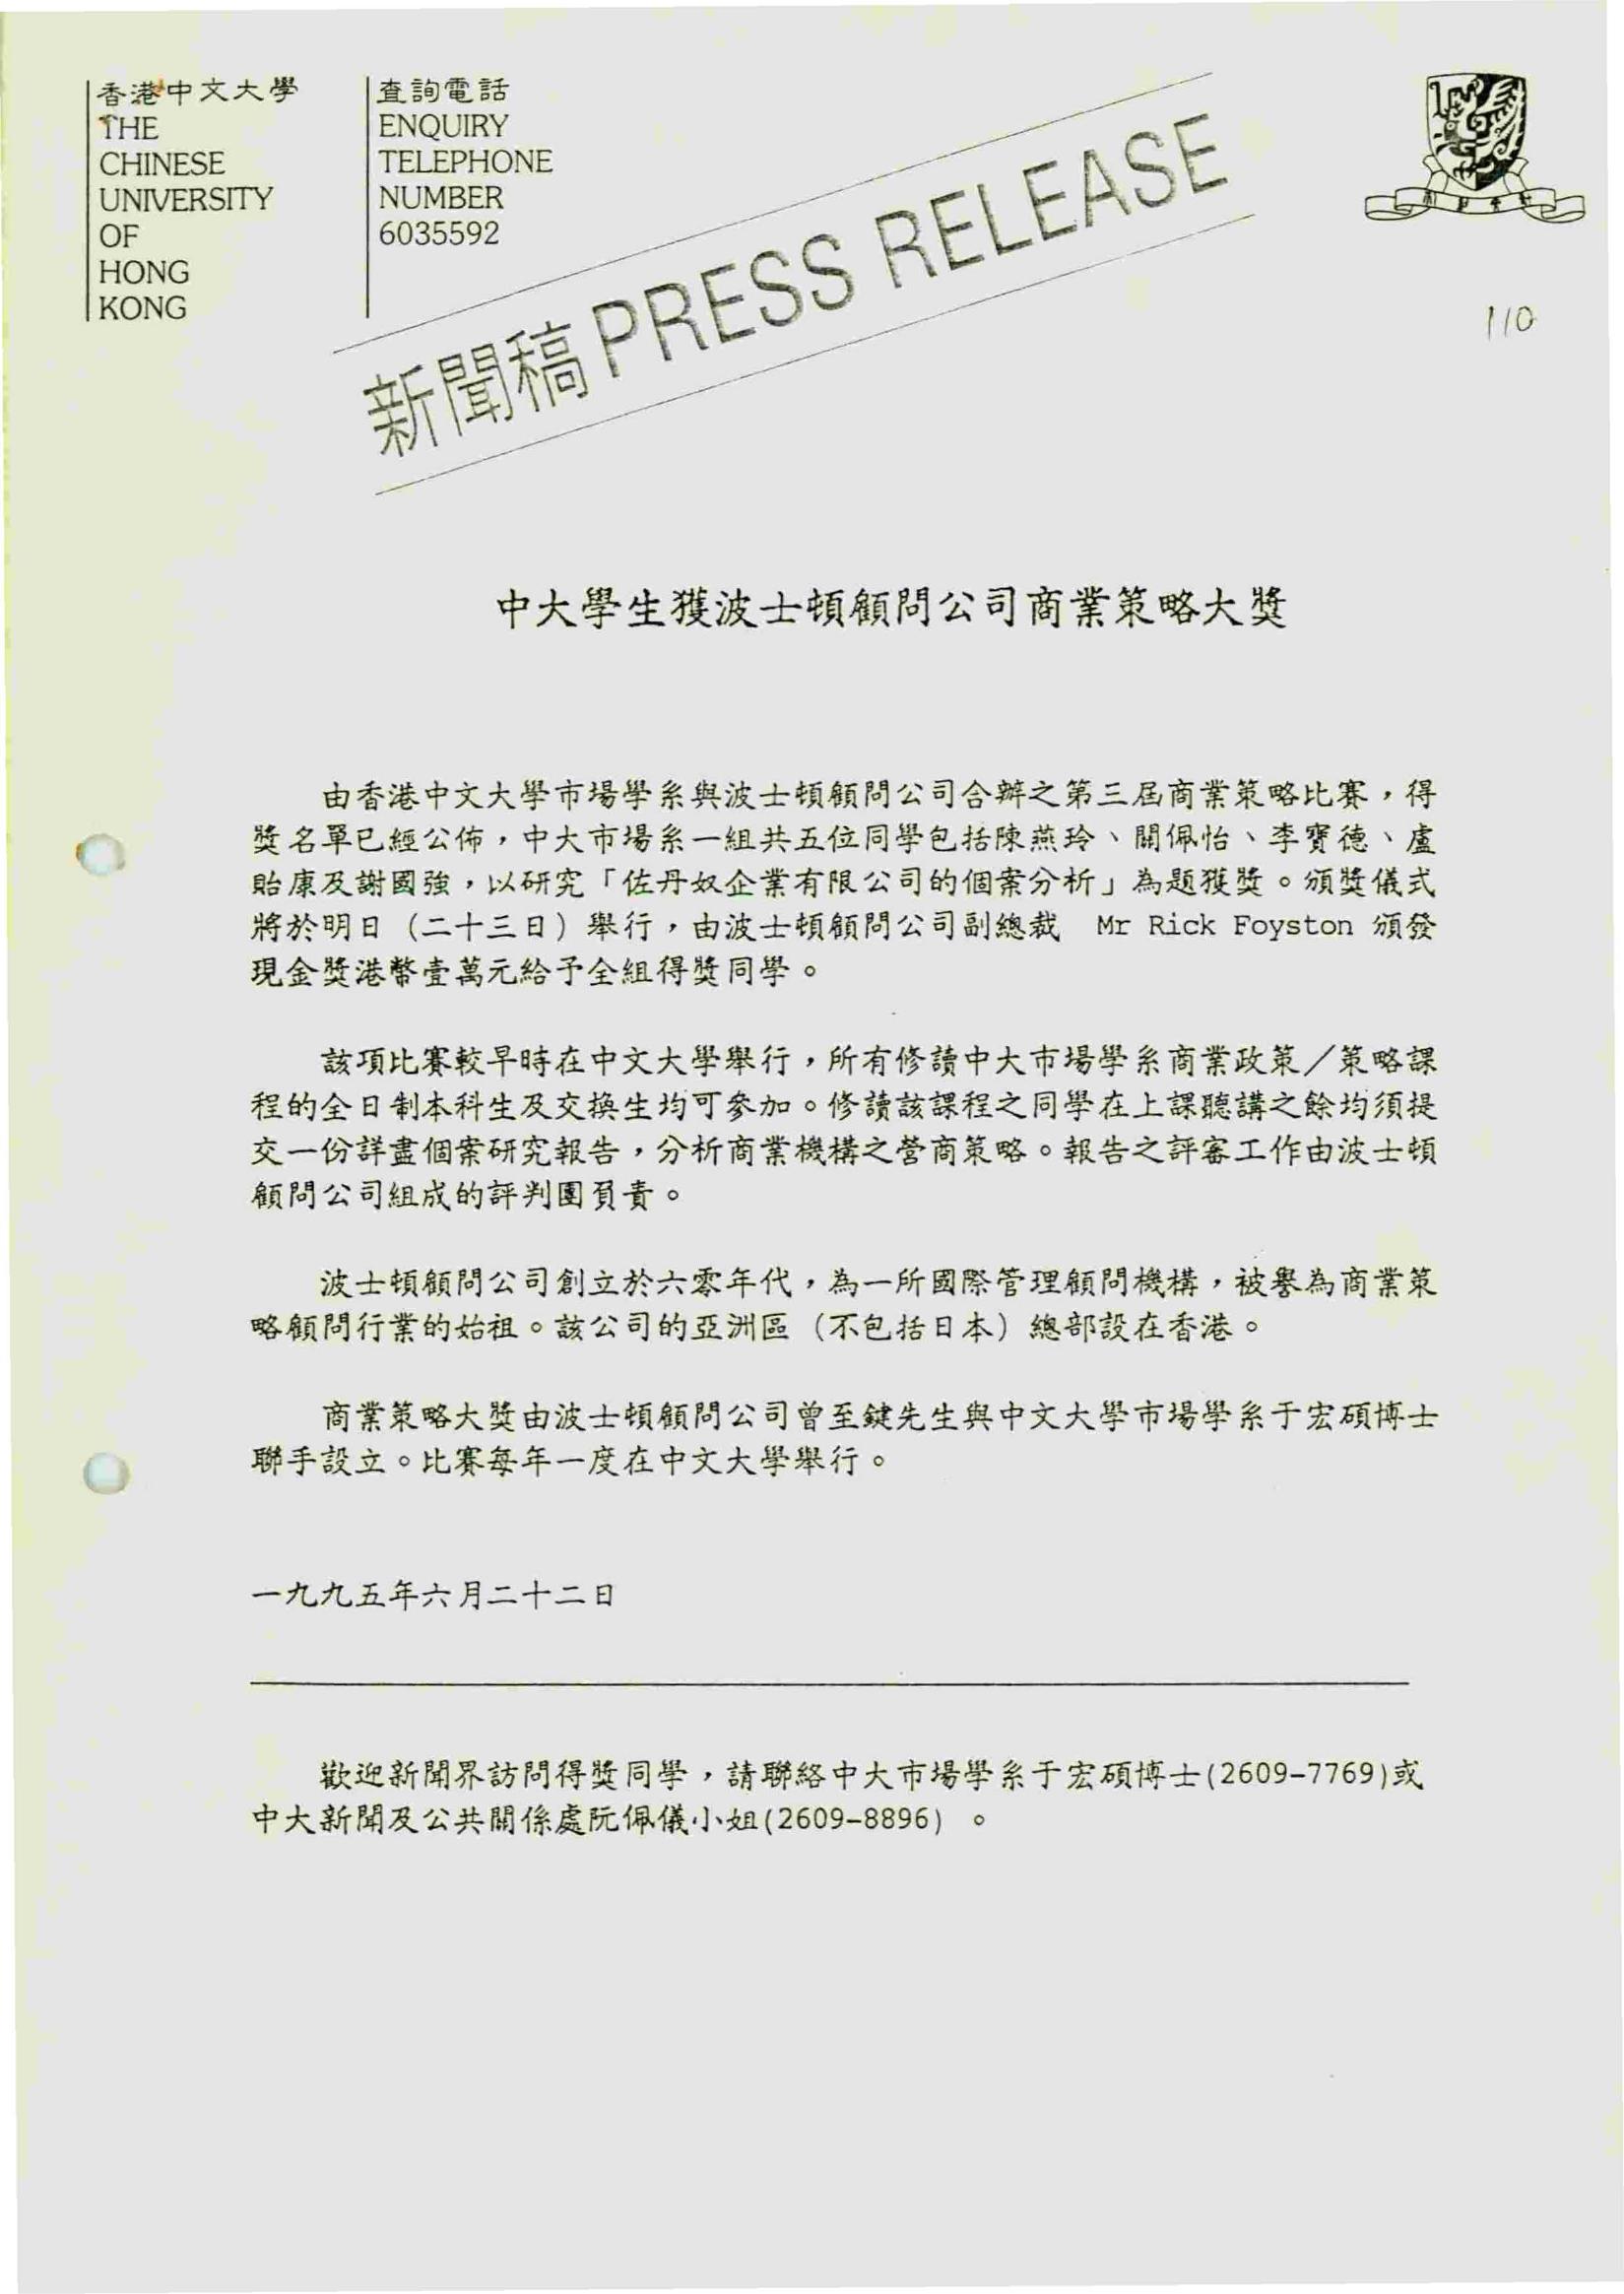 香港中文大學
THE
CHINESE
UNIVERSITY
OF
HONG
KONG
查詢電話
ENQUIRY
TELEPHONE
NUMBER
6035592
新聞稿 PRESS RELEASE
110
中大學生獲波士頓顧問公司商業策略大獎
由香港中文大學市場學系與波士頓顧問公司合辦之第三屆商業策略比賽，得
獎名單已經公佈，中大市場系一組共五位同學包括陳燕玲、關佩怡、李寶德、盧
貽康及謝國強，以研究「佐丹奴企業有限公司的個案分析」為題獲獎。頒獎儀式
將於明日（二十三日）舉行，由波士頓顧問公司副總裁 Mr Rick Foyston 頒發
現金獎港幣壹萬元給予全組得獎同學。
該項比賽較早時在中文大學舉行，所有修讀中大市場學系商業政策／策略課
程的全日制本科生及交換生均可參加。修讀該課程之同學在上課聽講之餘均須提
交一份詳盡個案研究報告，分析商業機構之營商策略。報告之評審工作由波士頓
顧問公司組成的評判團負責。
波士頓顧問公司創立於六零年代，為一所國際管理顧問機構，被譽為商業策
略顧問行業的始祖。該公司的亞洲區（不包括日本）總部設在香港。
商業策略大獎由波士頓顧問公司曾至鍵先生與中文大學市場學系于宏碩博士
聯手設立。比賽每年一度在中文大學舉行。
一九九五年六月二十二日
歡迎新聞界訪問得獎同學，請聯絡中大市場學系于宏碩博士(2609-7769)或
中大新聞及公共關係處阮佩儀小姐(2609-8896) 。